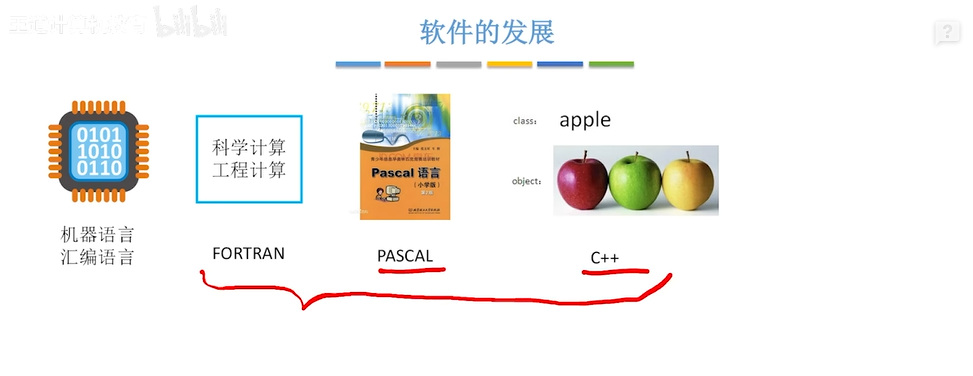 bilibili
软件的发展
0101
1010
0110
机器语言
汇编语言
科学计算
工程计算
FORTRAN
Pascal 语言
(小学版)
PASCAL
class: apple
object:
C++
?